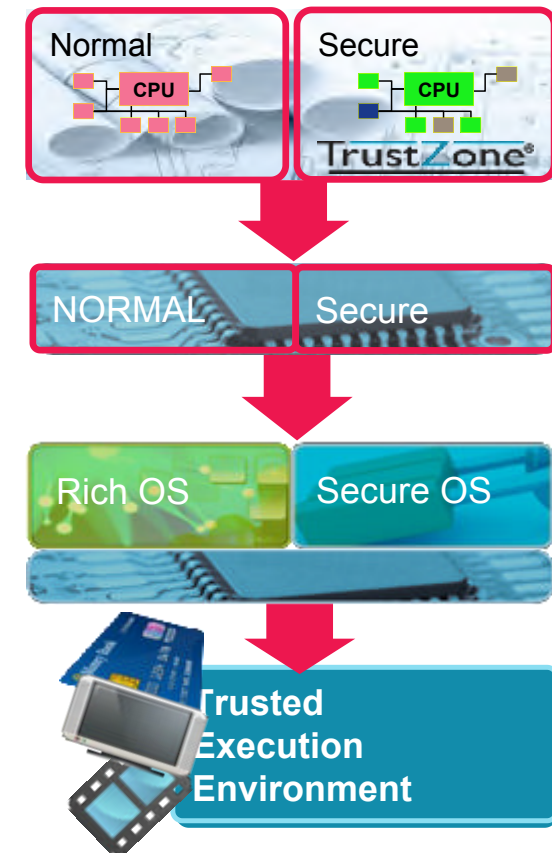 Normal
Secure
CPU
CPU
TrustZone®
NORMAL
Secure
Rich OS
Secure OS
Trusted
Execution
Environment